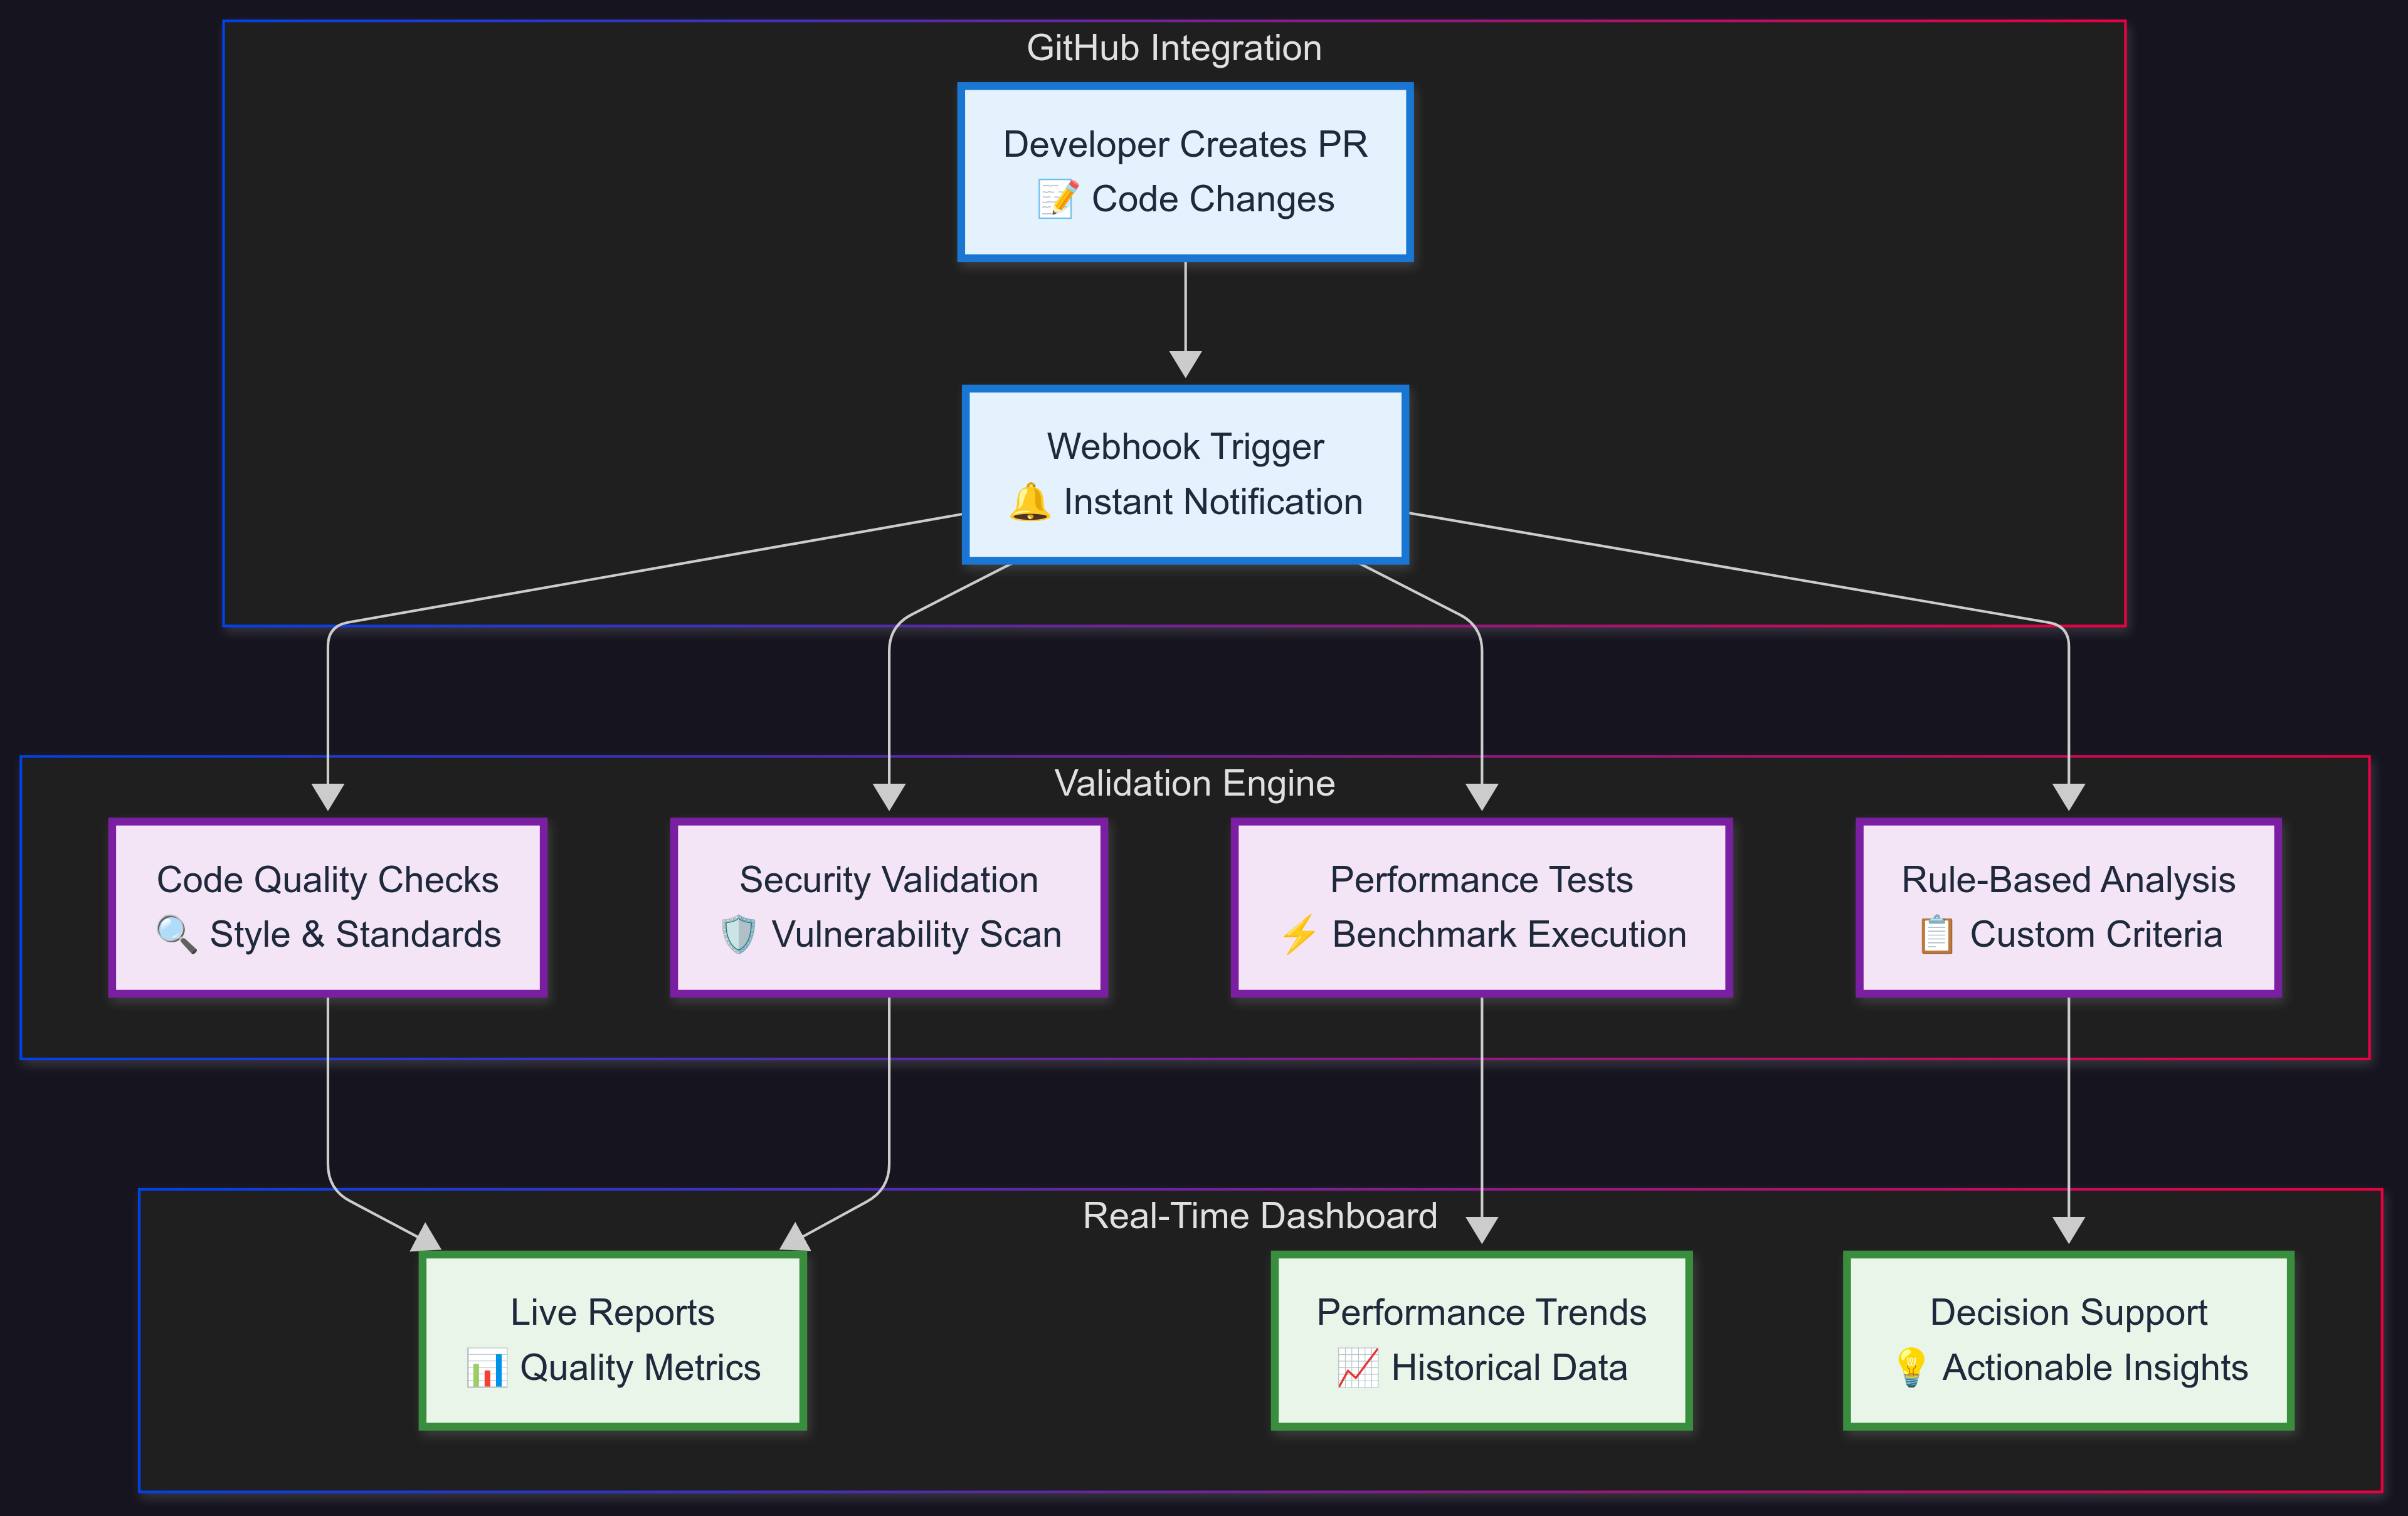 GitHub Integration
Developer Creates PR
📝 Code Changes
Webhook Trigger
🔔 Instant Notification
Validation Engine
Code Quality Checks
🔍 Style & Standards
Security Validation
🛡️ Vulnerability Scan
Performance Tests
⚡ Benchmark Execution
Rule-Based Analysis
📋 Custom Criteria
Real-Time Dashboard
Live Reports
📊 Quality Metrics
Performance Trends
📈 Historical Data
Decision Support
💡 Actionable Insights